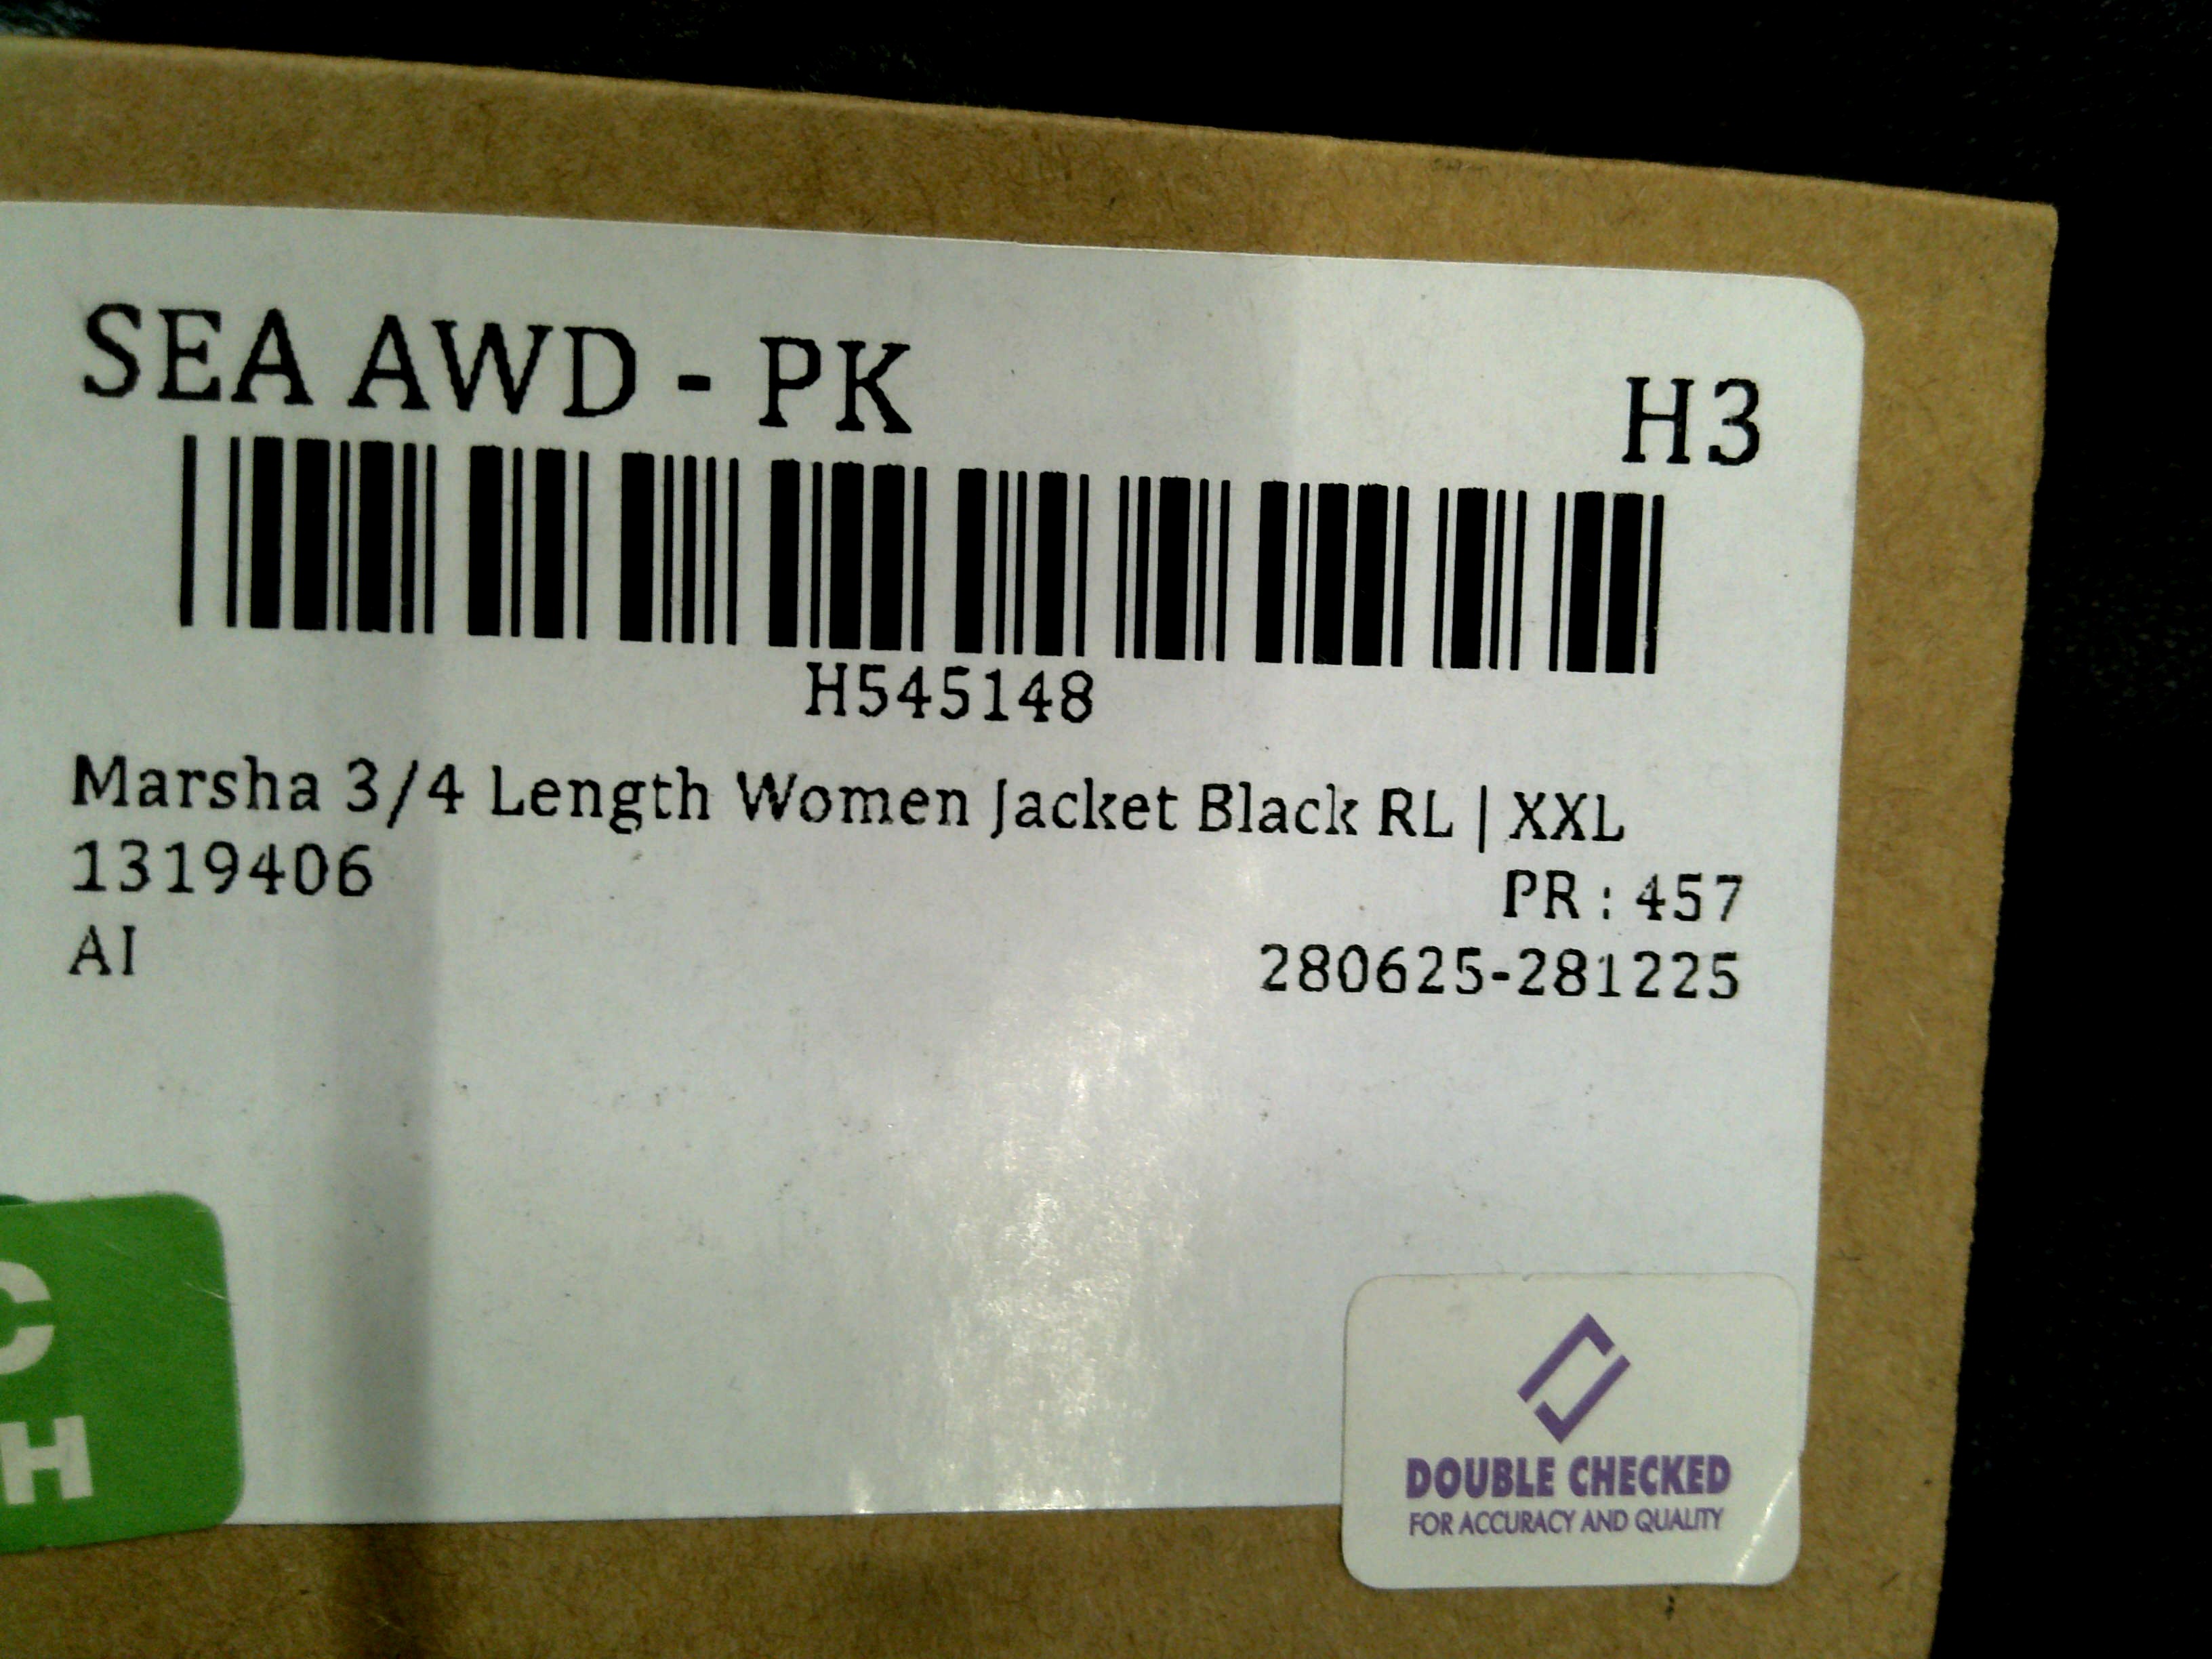 SEA AWD - PK
H3
H545148
Marsha 3/4 Length Women Jacket Black RL | XXL
1319406
PR : 457
AI
280625-281225
C
H
DOUBLE CHECKED
FOR ACCURACY AND QUALITY